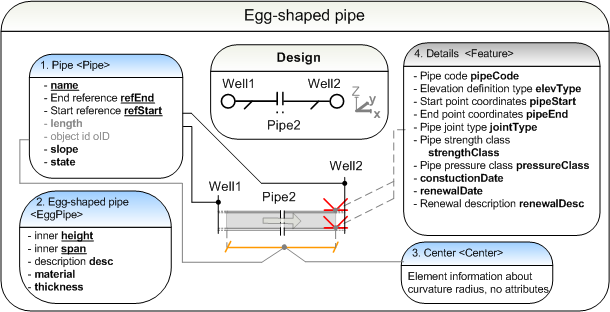 Egg-shaped pipe
1. Pipe <Pipe>
- name
- End reference refEnd
- Start reference refStart
- length
- object id oID
- slope
- state
Design
Well1
Well2
Pipe2
Z
y
x
4. Details <Feature>
- Pipe code pipeCode
- Elevation definition type elevType
- Start point coordinates pipeStart
- End point coordinates pipeEnd
- Pipe joint type jointType
- Pipe strength class
strengthClass
- Pipe pressure class pressureClass
- constuctionDate
- renewalDate
- Renewal description renewalDesc
Well2
Well1
Pipe2
2. Egg-shaped pipe
<EggPipe>
- inner height
- inner span
- description desc
- material
- thickness
3. Center <Center>
Element information about
curvature radius, no attributes